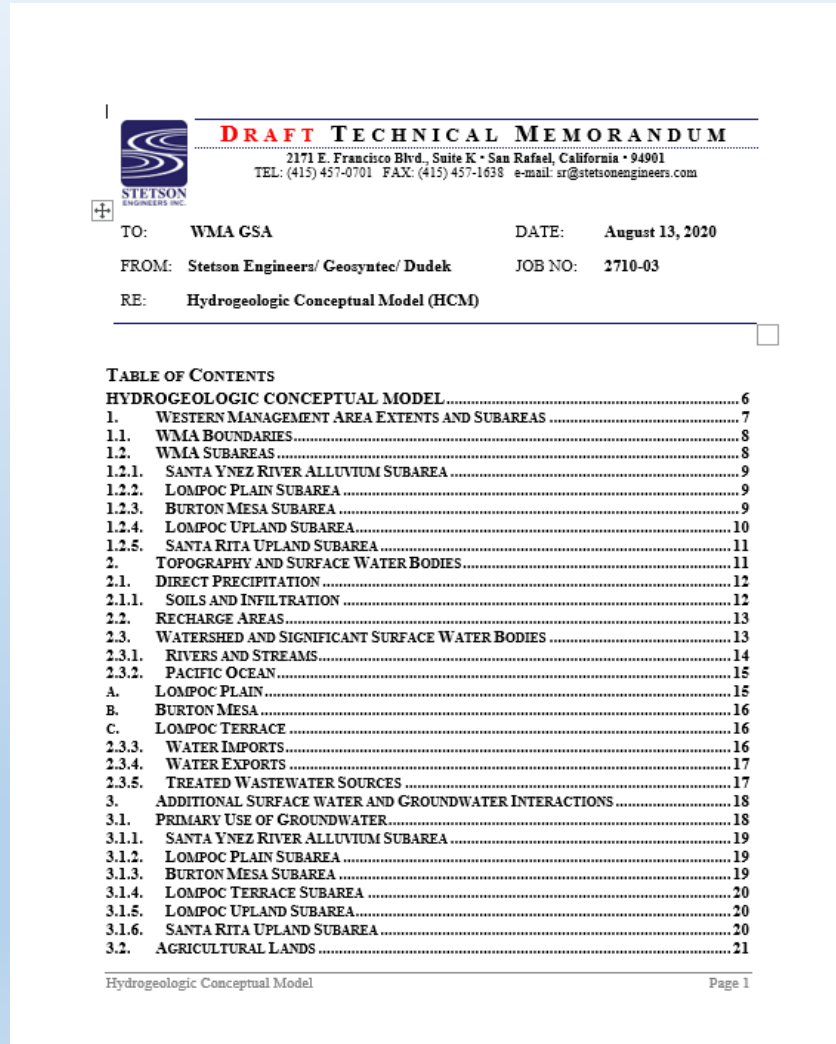 DRAFT TECHNICAL MEMORANDUM
2171 E. Francisco Blvd., Suite K • San Rafael, California • 94901
TEL: (415) 457-0701 FAX: (415) 457-1638 e-mail: sr@stetsonengineers.com
STETSON
ENGINEERS INC.
TO: WMA GSA DATE: August 13, 2020
FROM: Stetson Engineers/ Geosyntec/ Dudek JOB NO: 2710-03
RE: Hydrogeologic Conceptual Model (HCM)
TABLE OF CONTENTS
HYDROGEOLOGIC CONCEPTUAL MODEL 6
1. WESTERN MANAGEMENT AREA EXTENTS AND SUBAREAS 7
1.1. WMA BOUNDARIES 8
1.2. WMA SUBAREAS 8
1.2.1. SANTA YNEZ RIVER ALLUVIUM SUBAREA 9
1.2.2. LOMPOC PLAIN SUBAREA 9
1.2.3. BURTON MESA SUBAREA 9
1.2.4. LOMPOC UPLAND SUBAREA 10
1.2.5. SANTA RITA UPLAND SUBAREA 11
2. TOPOGRAPHY AND SURFACE WATER BODIES 11
2.1. DIRECT PRECIPITATION 12
2.1.1. SOILS AND INFILTRATION 12
2.2. RECHARGE AREAS 13
2.3. WATERSHED AND SIGNIFICANT SURFACE WATER BODIES 13
2.3.1. RIVERS AND STREAMS 14
2.3.2. PACIFIC OCEAN 15
A. LOMPOC PLAIN 15
B. BURTON MESA 16
C. LOMPOC TERRACE 16
2.3.3. WATER IMPORTS 16
2.3.4. WATER EXPORTS 17
2.3.5. TREATED WASTEWATER SOURCES 17
3. ADDITIONAL SURFACE WATER AND GROUNDWATER INTERACTIONS 18
3.1. PRIMARY USE OF GROUNDWATER 18
3.1.1. SANTA YNEZ RIVER ALLUVIUM SUBAREA 19
3.1.2. LOMPOC PLAIN SUBAREA 19
3.1.3. BURTON MESA SUBAREA 19
3.1.4. LOMPOC TERRACE SUBAREA 20
3.1.5. LOMPOC UPLAND SUBAREA 20
3.1.6. SANTA RITA UPLAND SUBAREA 20
3.2. AGRICULTURAL LANDS 21
Hydrogeologic Conceptual Model Page 1